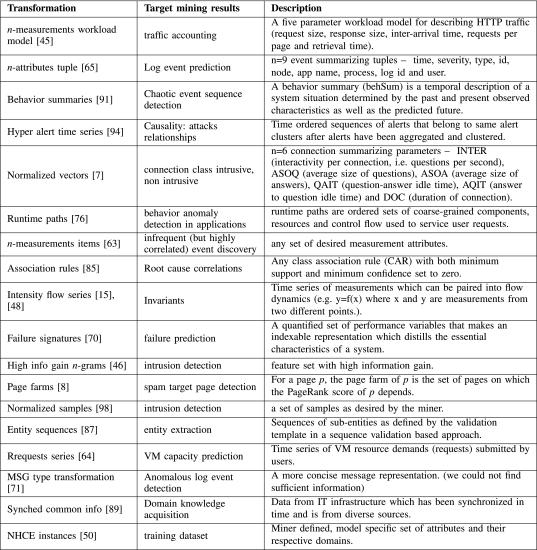 Transformation Target mining results Description
n-measurements workload model [45]
traffic accounting
A five parameter workload model for describing HTTP traffic
(request size, response size, inter-arrival time, requests per
page and retrieval time).
n-attributes tuple [65]
Log event prediction
n=9 event summarizing tuples – time, severity, type, id,
node, app name, process, log id and user.
Behavior summaries [91]
Chaotic event sequence
detection
A behavior summary (behSum) is a temporal description of
a system situation determined by the past and present observed
characteristics as well as the predicted future.
Hyper alert time series [94]
Causality: attacks
relationships
Time ordered sequences of alerts that belong to same alert
clusters after alerts have been aggregated and clustered.
Normalized vectors [7]
connection class intrusive,
non intrusive
n=6 connection summarizing parameters – INTER
(interactivity per connection, i.e. questions per second),
ASOQ (average size of questions), ASOA (average size of
answers), QAIT (question-answer idle time), AQIT (answer
to question idle time) and DOC (duration of connection).
Runtime paths [76]
behavior anomaly
detection in applications
runtime paths are ordered sets of coarse-grained components,
resources and control flow used to service user requests.
n-measurements items [63]
infrequent (but highly
correlated) event discovery
any set of desired measurement attributes.
Association rules [85]
Root cause correlations
Any class association rule (CAR) with both minimum
support and minimum confidence set to zero.
Intensity flow series [15],
[48]
Invariants
Time series of measurements which can be paired into flow
dynamics (e.g. y=f(x) where x and y are measurements from
two different points.).
Failure signatures [70]
failure prediction
A quantified set of performance variables that makes an
indexable representation which distills the essential
characteristics of a system.
High info gain n-grams [46]
intrusion detection
feature set with high information gain.
Page farms [8]
spam target page detection
For a page p, the page farm of p is the set of pages on which
the PageRank score of p depends.
Normalized samples [98]
intrusion detection
a set of samples as desired by the miner.
Entity sequences [87]
entity extraction
Sequences of sub-entities as defined by the validation
template in a sequence validation based approach.
Rrequests series [64]
VM capacity prediction
Time series of VM resource demands (requests) submitted by
users.
MSG type transformation
[71]
Anomalous log event
detection
A more concise message representation. (we could not find
sufficient information)
Synched common info [89]
Domain knowledge
acquisition
Data from IT infrastructure which has been synchronized in
time and is from diverse sources.
NHCE instances [50]
training dataset
Miner defined, model specific set of attributes and their
respective domains.